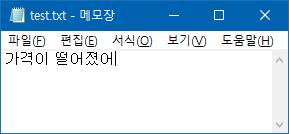 test.txt - 메모장
파일(F) 편집(E) 서식(O) 보기(V) 도움말(H)
가격이 떨어졌에